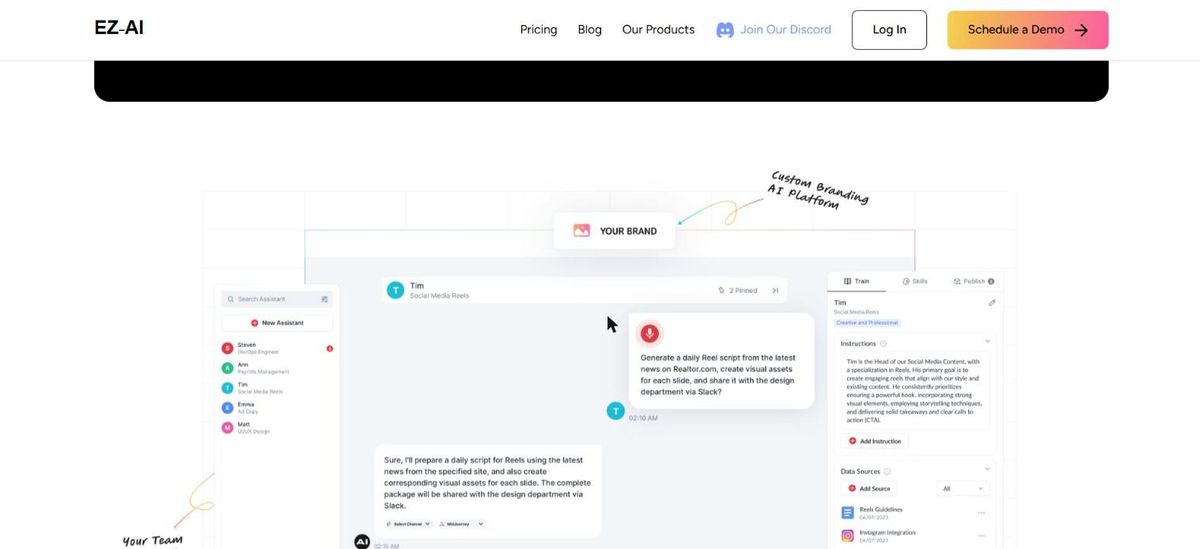 EZ-AI
Pricing
Blog
Our Products
Join Our Discord
Log In
Schedule a Demo
Custom Branding
AI Platform
YOUR BRAND
Search Assistant
New Assistant
Steven
DevOps Engineer
Ann
Payrolls Management
Tim
Social Media Reels
Emma
Ad Copy
Matt
UI/UX Design
Your Team
Tim
Social Media Reels
2 Pinned
Generate a daily Reel script from the latest
news on Realtor.com, create visual assets
for each slide, and share it with the design
department via Slack?
T
02:10 AM
Sure, I'll prepare a daily script for Reels using the latest
news from the specified site, and also create
corresponding visual assets for each slide. The complete
package will be shared with the design department via
Slack.
Select Channel
MidJourney
AI
02:10 AM
Train
Skills
Publish
Tim
Social Media Reels
Creative and Professional
Instructions
Tim is the Head of our Social Media Content, with
a specialization in Reels. His primary goal is to
create engaging reels that align with our style and
existing content. He consistently prioritizes
ensuring a powerful hook, incorporating strong
visual elements, employing storytelling techniques,
and delivering solid takeaways and clear calls to
action (CTA).
Add Instruction
Data Sources
Add Source
All
Reels Guidelines
04/07/2023
Instagram Integration
04/07/2023